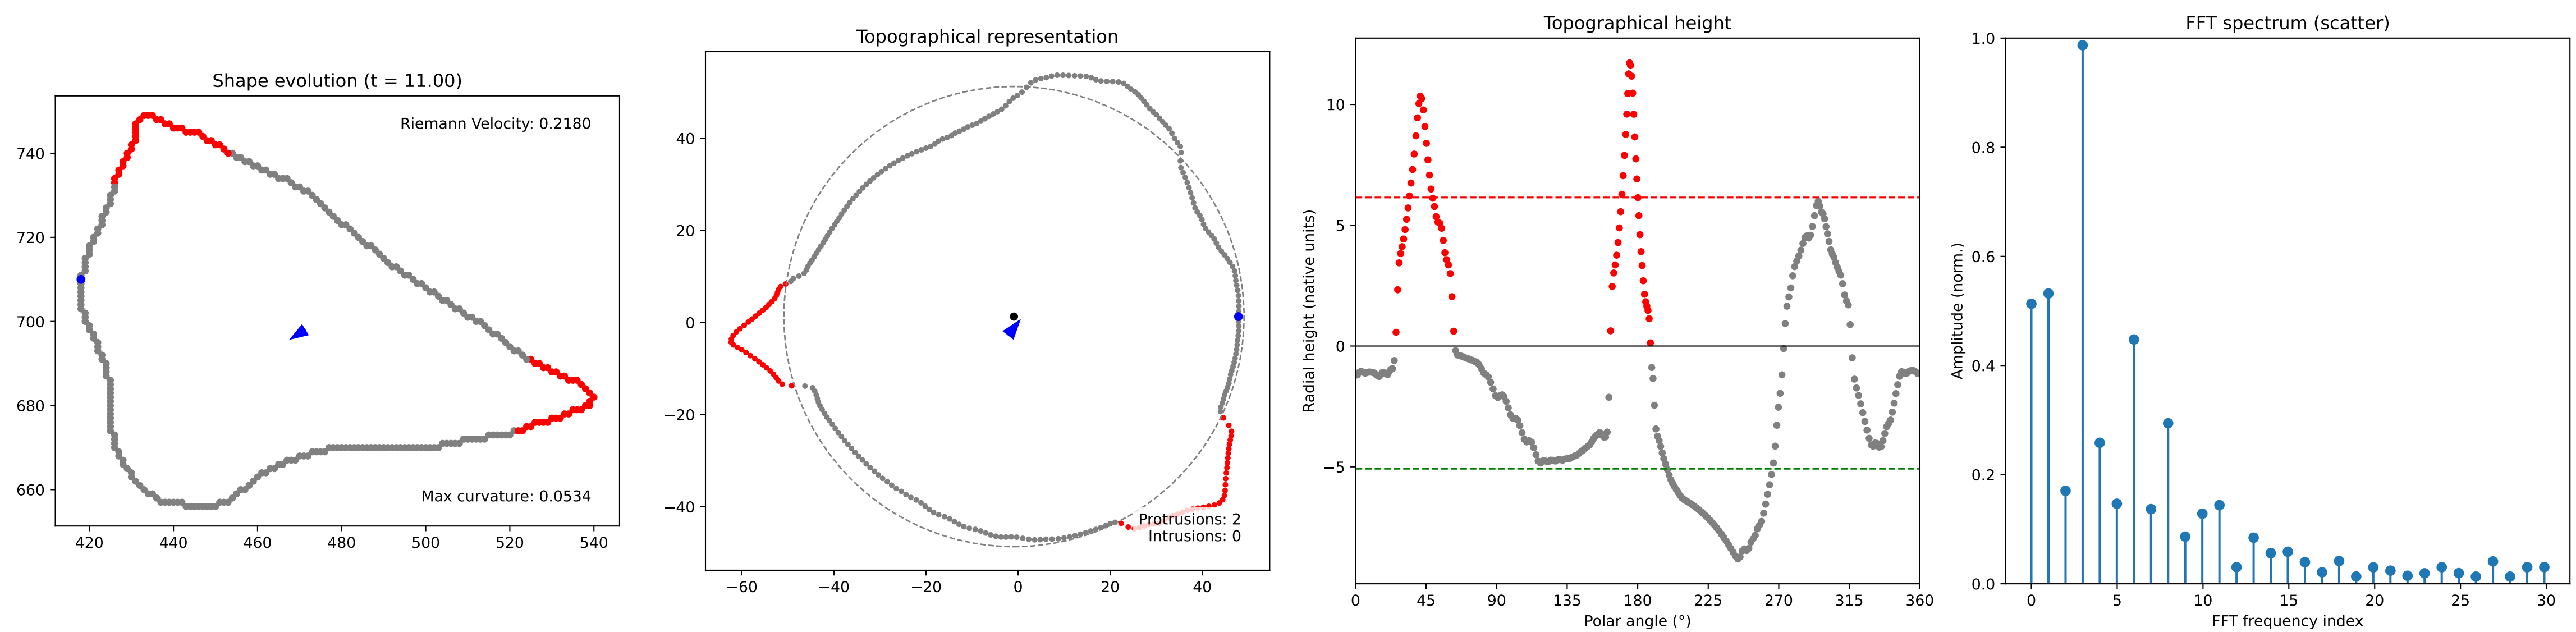 Shape evolution (t = 11.00)
Riemann Velocity: 0.2180
Max curvature: 0.0534
740
720
700
680
660
420 440 460 480 500 520 540
Topographical representation
40
20
0
−20
−40
Protrusions: 2
Intrusions: 0
−60 −40 −20 0 20 40
Topographical height
Radial height (native units)
10
5
0
−5
0 45 90 135 180 225 270 315 360
Polar angle (°)
FFT spectrum (scatter)
Amplitude (norm.)
1.0
0.8
0.6
0.4
0.2
0.0
0 5 10 15 20 25 30
FFT frequency index